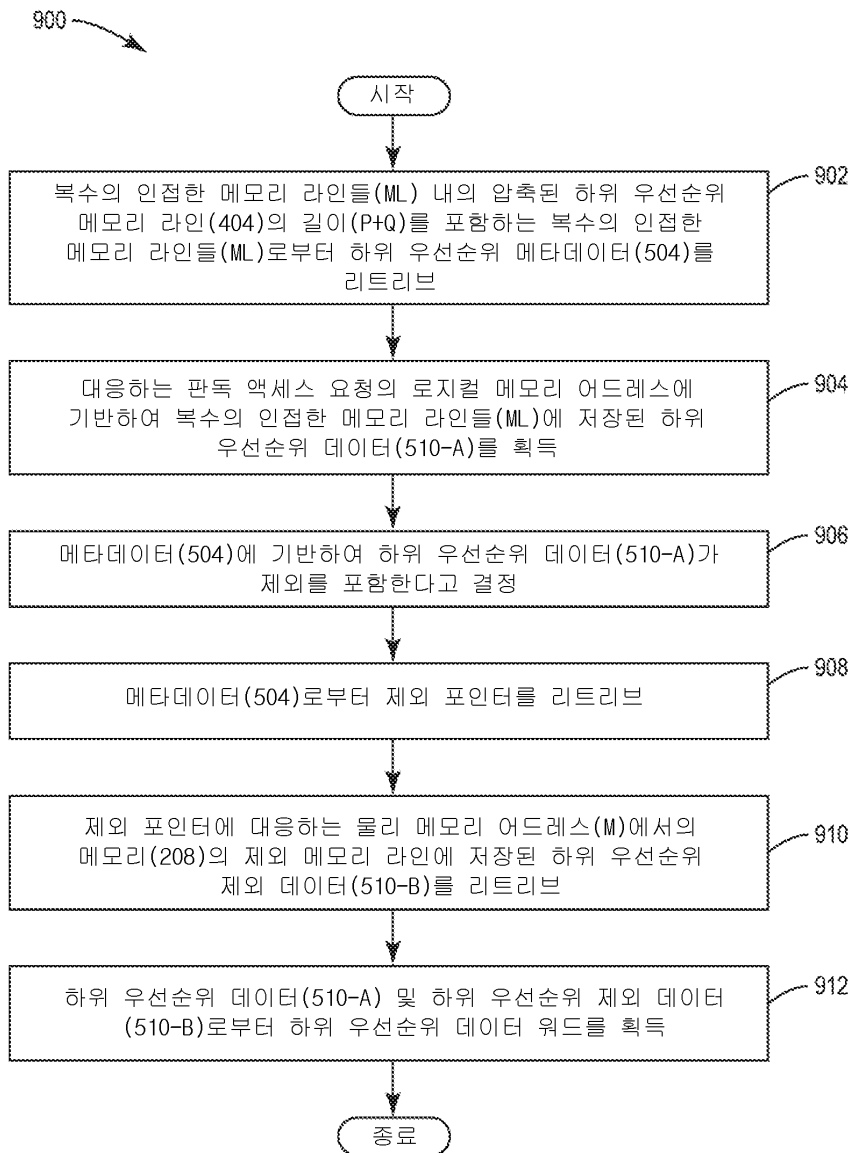 900
시작
복수의 인접한 메모리 라인들(ML) 내의 압축된 하위 우선순위
메모리 라인(404)의 길이(P+Q)를 포함하는 복수의 인접한
메모리 라인들(ML)로부터 하위 우선순위 메타데이터(504)를
리트리브
902
대응하는 판독 액세스 요청의 로지컬 메모리 어드레스에
기반하여 복수의 인접한 메모리 라인들(ML)에 저장된 하위
우선순위 데이터(510-A)를 획득
904
메타데이터(504)에 기반하여 하위 우선순위 데이터(510-A)가
제외를 포함한다고 결정
906
메타데이터(504)로부터 제외 포인터를 리트리브
908
제외 포인터에 대응하는 물리 메모리 어드레스(M)에서의
메모리(208)의 제외 메모리 라인에 저장된 하위 우선순위
제외 데이터(510-B)를 리트리브
910
하위 우선순위 데이터(510-A) 및 하위 우선순위 제외 데이터
(510-B)로부터 하위 우선순위 데이터 워드를 획득
912
종료